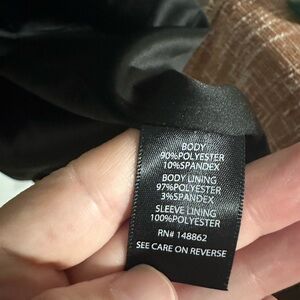 BODY
90%POLYESTER
10%SPANDEX
BODY LINING
97%POLYESTER
3%SPANDEX
SLEEVE LINING
100%POLYESTER
RN# 148862
SEE CARE ON REVERSE